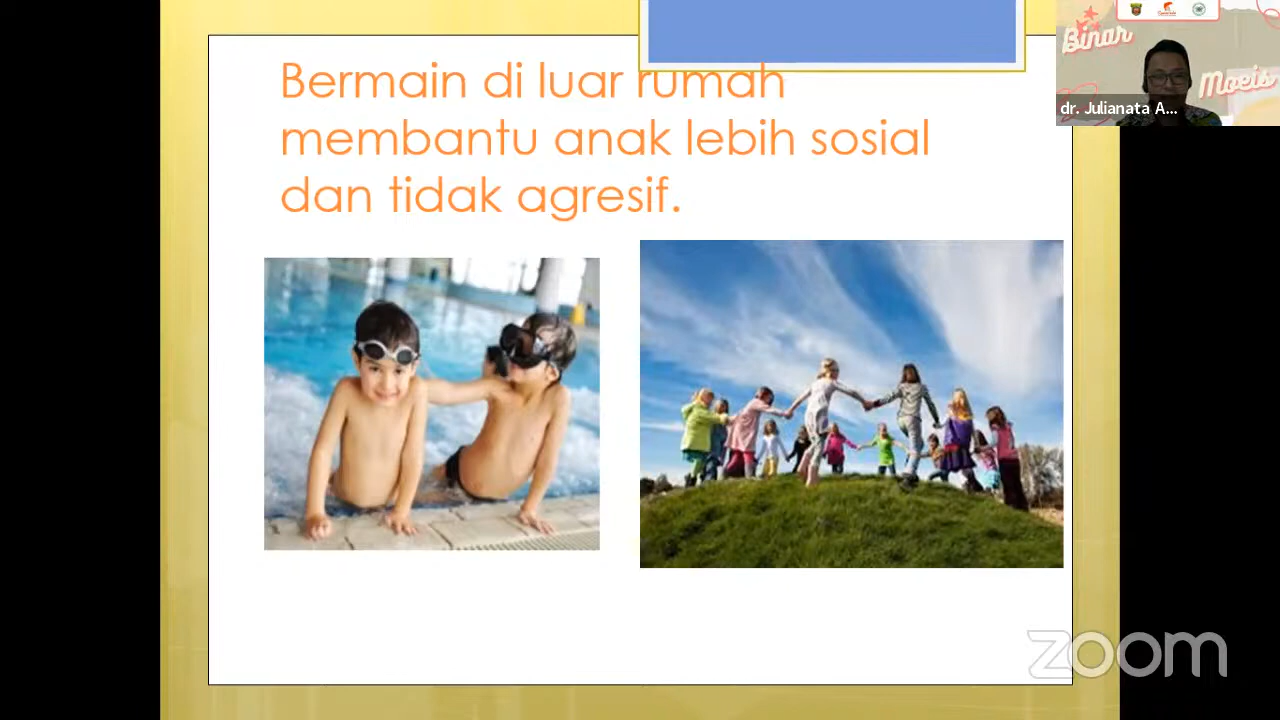 Bermain di luar rumah
membantu anak lebih sosial
dan tidak agresif.
Binar
Moeis
dr. Julianata A...
zoom